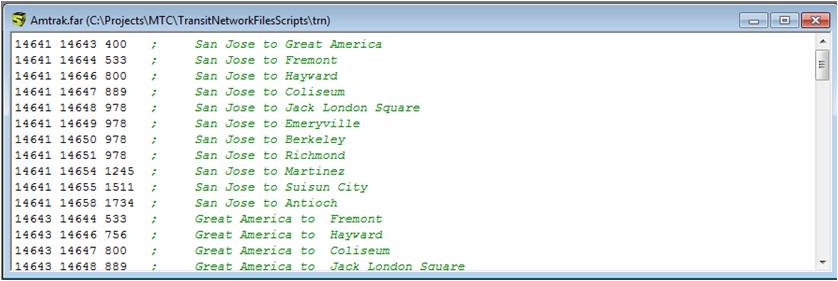 Amtrak.far (C:\Projects\MTC\TransitNetworkFilesScripts\trn)
14641 14643 400 ; San Jose to Great America
14641 14644 533 ; San Jose to Fremont
14641 14646 800 ; San Jose to Hayward
14641 14647 889 ; San Jose to Coliseum
14641 14648 978 ; San Jose to Jack London Square
14641 14649 978 ; San Jose to Emeryville
14641 14650 978 ; San Jose to Berkeley
14641 14651 978 ; San Jose to Richmond
14641 14654 1245 ; San Jose to Martinez
14641 14655 1511 ; San Jose to Suisun City
14641 14658 1734 ; San Jose to Antioch
14643 14644 533 ; Great America to Fremont
14643 14646 756 ; Great America to Hayward
14643 14647 800 ; Great America to Coliseum
14643 14648 889 ; Great America to Jack London Square